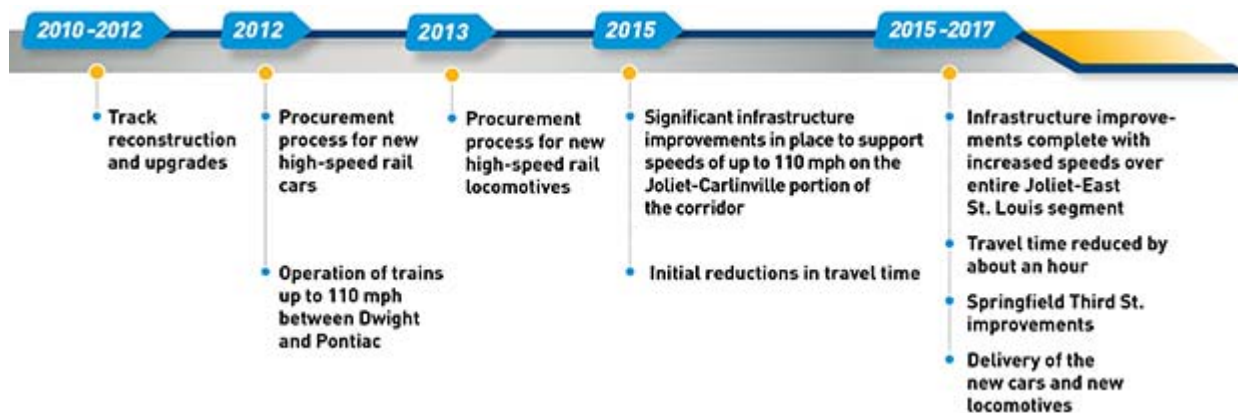 2010-2012
2012
2013
2015
2015-2017
Track
reconstruction
and upgrades
Procurement
process for new
high-speed rail
cars
Operation of trains
up to 110 mph
between Dwight
and Pontiac
Procurement
process for new
high-speed rail
locomotives
Significant infrastructure
improvements in place to support
speeds of up to 110 mph on the
Joliet-Carlinville portion of
the corridor
Initial reductions in travel time
Infrastructure improve-
ments complete with
increased speeds over
entire Joliet-East
St. Louis segment
Travel time reduced by
about an hour
Springfield Third St.
improvements
Delivery of the
new cars and new
locomotives